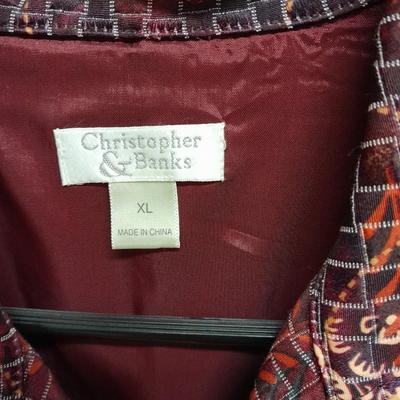 Christopher
& Banks
XL
MADE IN CHINA